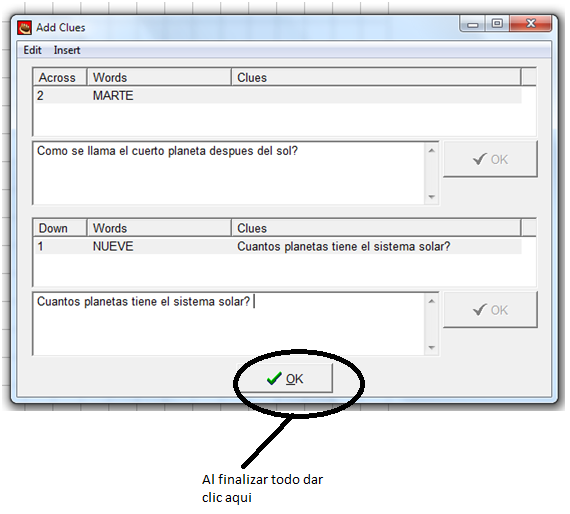 Add Clues
Edit Insert
Across Words Clues
2 MARTE
Como se llama el cuerto planeta despues del sol?
OK
Down Words Clues
1 NUEVE Cuantos planetas tiene el sistema solar?
Cuantos planetas tiene el sistema solar?
OK
OK
Al finalizar todo dar
clic aqui